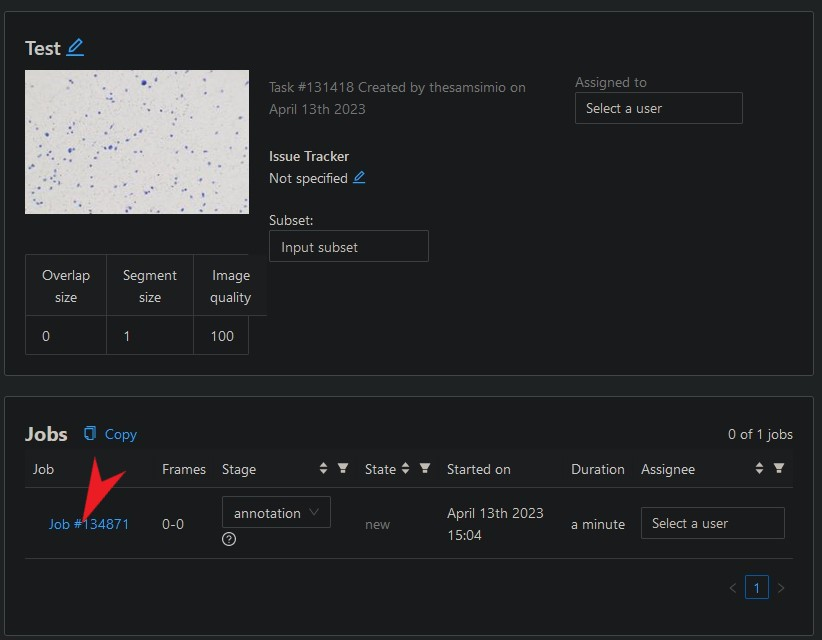 Test
Task #131418 Created by thesamsimio on
April 13th 2023
Assigned to
Select a user
Issue Tracker
Not specified
Subset:
Input subset
Overlap size Segment size Image quality
0 1 100
Jobs Copy 0 of 1 jobs
Job Frames Stage State Started on Duration Assignee
Job #134871 0-0 annotation new April 13th 2023 15:04 a minute Select a user
?
1